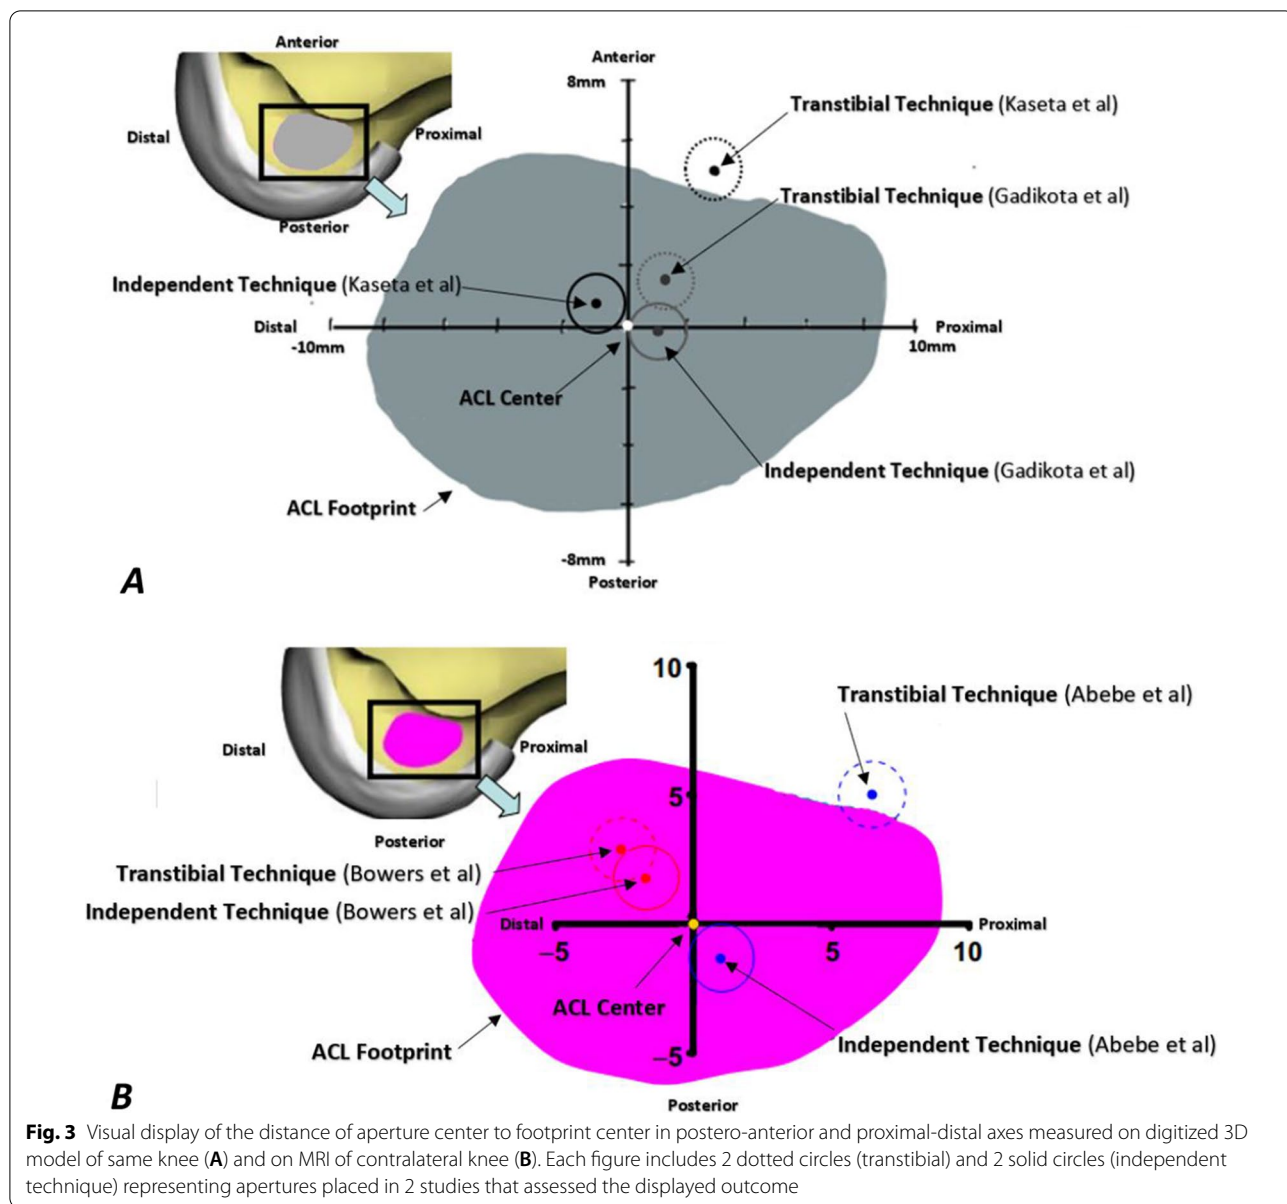 Anterior
Distal
Proximal
Posterior
Anterior
8mm
Transtibial Technique (Kaseta et al)
Transtibial Technique (Gadikota et al)
Independent Technique (Kaseta et al)
Distal
-10mm
Proximal
10mm
ACL Center
Independent Technique (Gadikota et al)
ACL Footprint
-8mm
Posterior
A
Distal
Proximal
Posterior
10
Transtibial Technique (Abebe et al)
5
Transtibial Technique (Bowers et al)
Independent Technique (Bowers et al)
Distal
Proximal
–5
5
10
ACL Center
ACL Footprint
Independent Technique (Abebe et al)
–5
Posterior
B
Fig. 3 Visual display of the distance of aperture center to footprint center in postero-anterior and proximal-distal axes measured on digitized 3D
model of same knee (A) and on MRI of contralateral knee (B). Each figure includes 2 dotted circles (transtibial) and 2 solid circles (independent
technique) representing apertures placed in 2 studies that assessed the displayed outcome